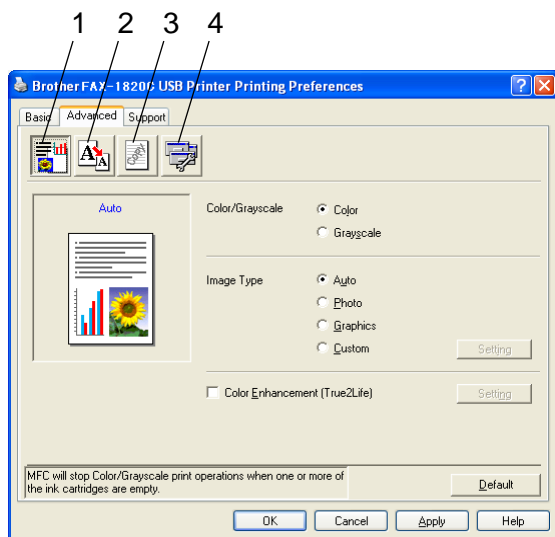 1 2 3 4
Brother FAX-1820C USB Printer Printing Preferences
Basic Advanced Support
A A
Copy
Auto
Color/Grayscale Color
Grayscale
Image Type Auto
Photo
Graphics
Custom Setting
Color Enhancement (True2Life) Setting
MFC will stop Color/Grayscale print operations when one or more of
the ink cartridges are empty.
Default
OK Cancel Apply Help